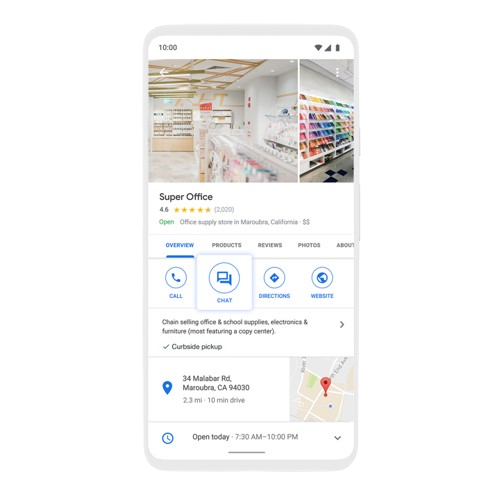 10:00
Super Office
4.6 ★★★★★ (2,020)
Open Office supply store in Maroubra, California · $$
OVERVIEW PRODUCTS REVIEWS PHOTOS ABOUT
CALL CHAT DIRECTIONS WEBSITE
Chain selling office & school supplies, electronics &
furniture (most featuring a copy center).
Curbside pickup
34 Malabar Rd,
Maroubra, CA 94030
2.3 mi · 10 min drive
Open today · 7:30 AM–10:00 PM